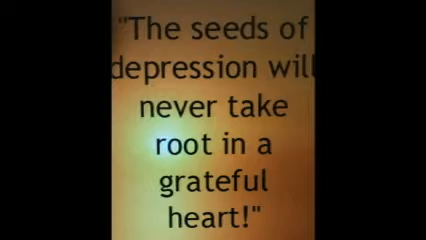 "The seeds of
depression will
never take
root in a
grateful
heart!"